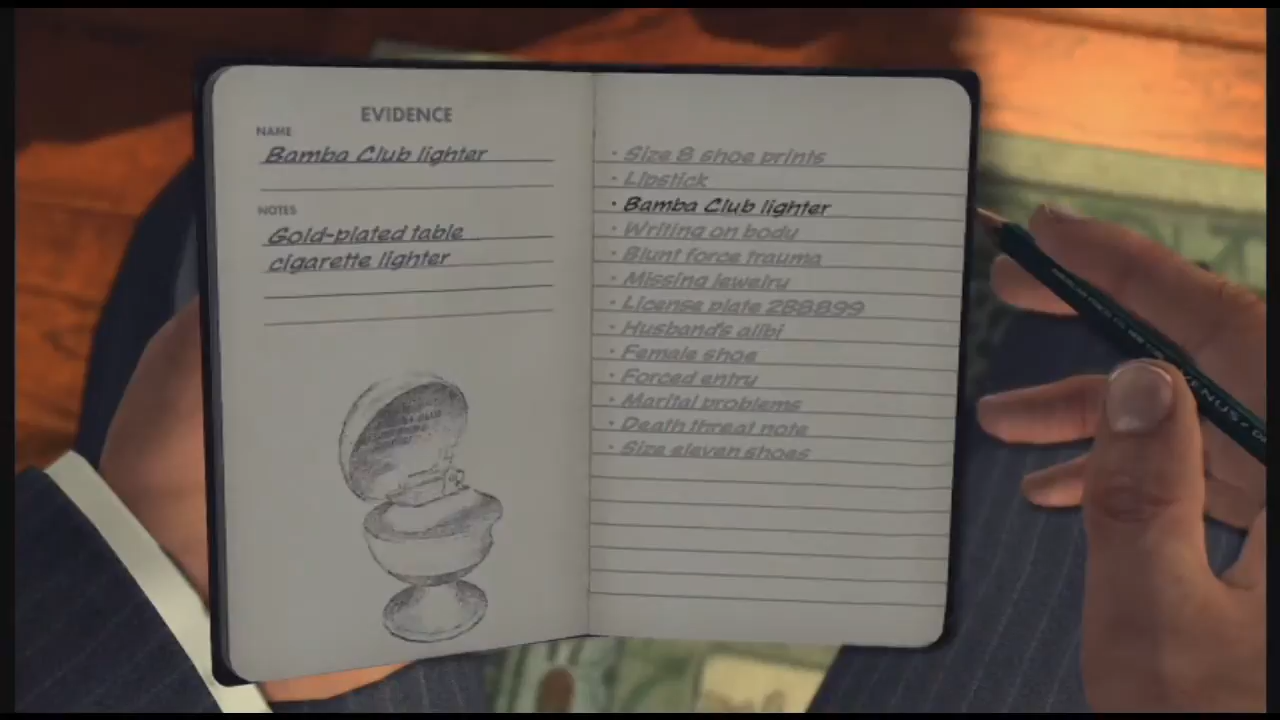 EVIDENCE
NAME
Bamba Club lighter
NOTES
Gold-plated table
cigarette lighter
• Size 8 shoe prints
• Lipstick
• Bamba Club lighter
• Writing on body
• Blunt force trauma
• Missing jewelry
• License plate 288899
• Husband's alibi
• Female shoe
• Forced entry
• Marital problems
• Death threat note
• Size eleven shoes
VENUS